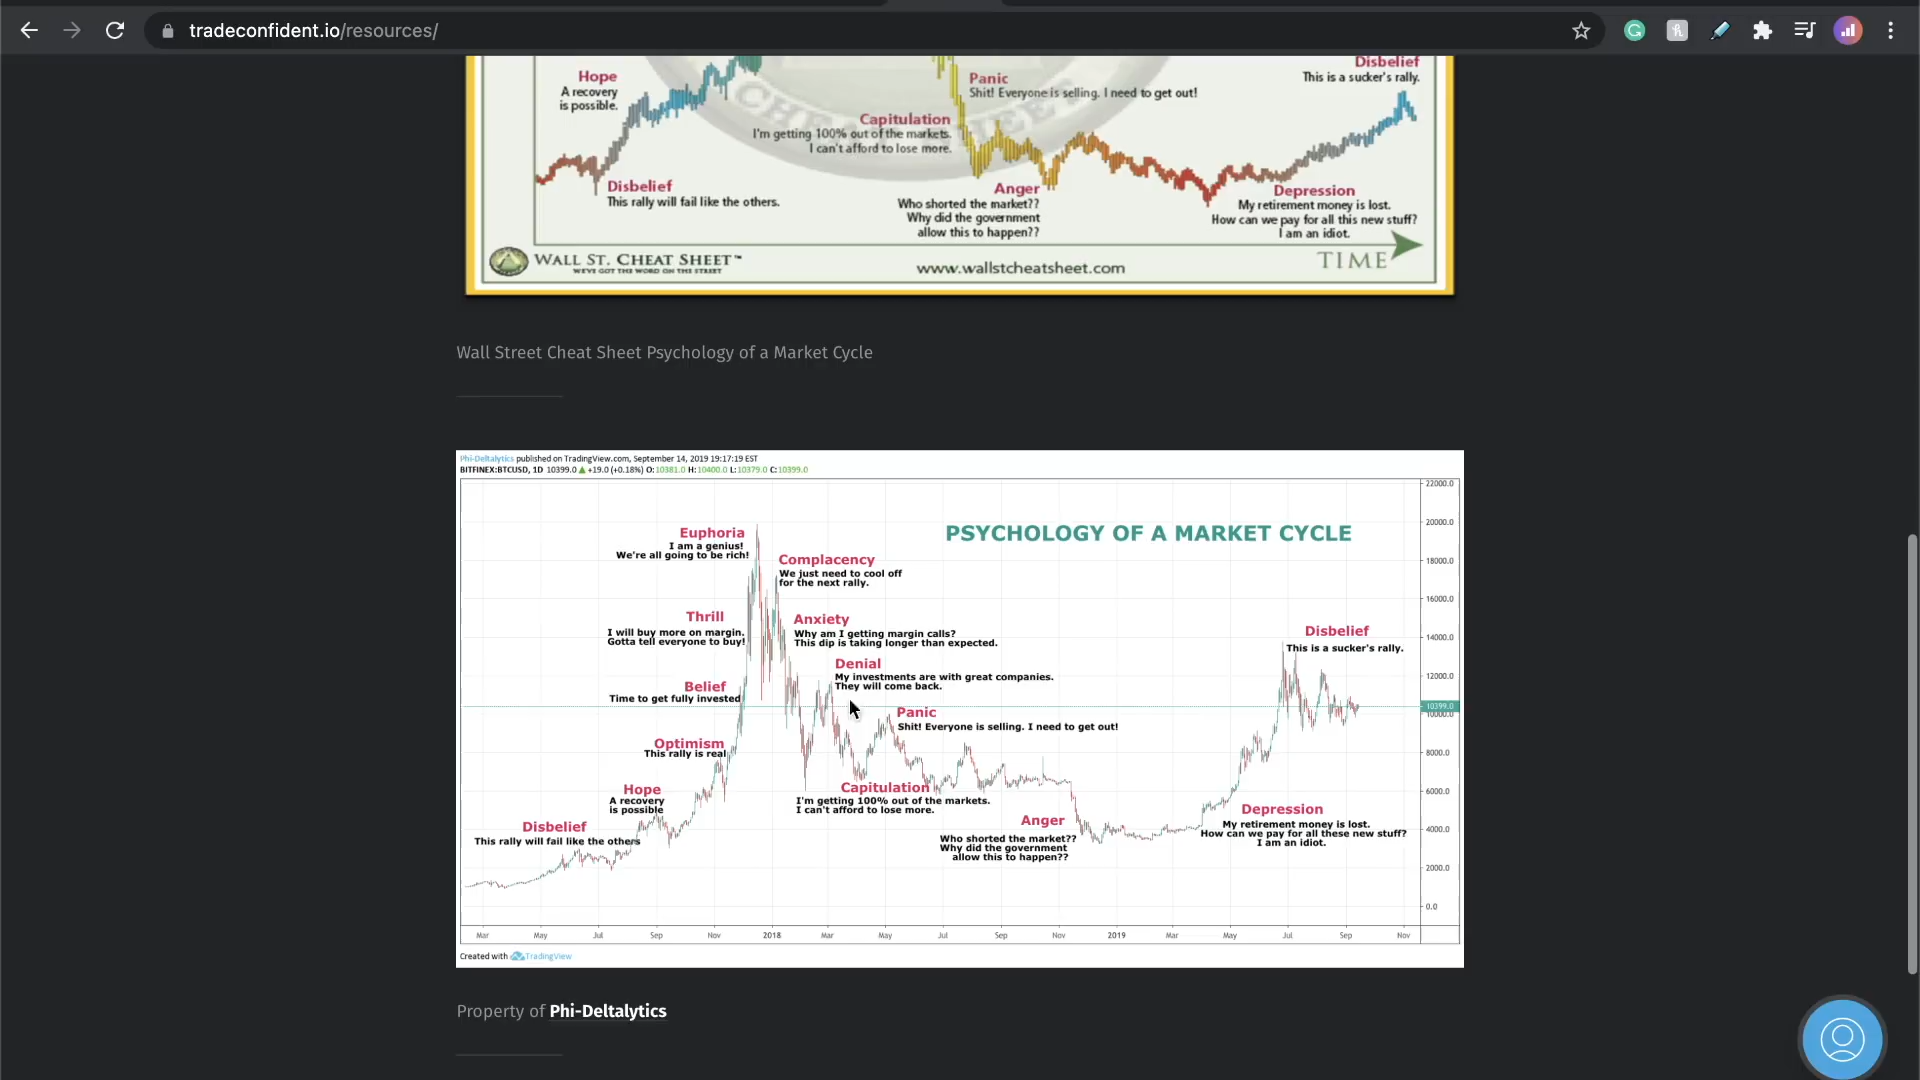 tradeconfident.io/resources/
Hope
A recovery
is possible.
Panic
Shit! Everyone is selling. I need to get out!
Disbelief
This is a sucker's rally.
Capitulation
I'm getting 100% out of the markets.
I can't afford to lose more.
Disbelief
This rally will fail like the others.
Anger
Who shorted the market??
Why did the government
allow this to happen??
Depression
My retirement money is lost.
How can we pay for all this new stuff?
I am an idiot.
WALL ST. CHEAT SHEET™
WE'VE GOT THE WORD ON THE STREET
www.wallstcheatsheet.com
TIME
Wall Street Cheat Sheet Psychology of a Market Cycle
Phi-Deltalytics published on TradingView.com, September 14, 2019 19:17:19 EST
BITFINEX:BTCUSD, 1D 10399.0 ▲ +19.0 (+0.18%) O:10381.0 H:10400.0 L:10379.0 C:10399.0
PSYCHOLOGY OF A MARKET CYCLE
Euphoria
I am a genius!
We're all going to be rich!
Complacency
We just need to cool off
for the next rally.
Thrill
I will buy more on margin.
Gotta tell everyone to buy!
Anxiety
Why am I getting margin calls?
This dip is taking longer than expected.
Disbelief
This is a sucker's rally.
Denial
My investments are with great companies.
They will come back.
Belief
Time to get fully invested
Panic
Shit! Everyone is selling. I need to get out!
Optimism
This rally is real
Hope
A recovery
is possible
Capitulation
I'm getting 100% out of the markets.
I can't afford to lose more.
Depression
My retirement money is lost.
How can we pay for all these new stuff?
I am an idiot.
Disbelief
This rally will fail like the others
Anger
Who shorted the market??
Why did the government
allow this to happen??
22000.0
20000.0
18000.0
16000.0
14000.0
12000.0
10399.0
10000.0
8000.0
6000.0
4000.0
2000.0
0.0
Mar May Jul Sep Nov 2018 Mar May Jul Sep Nov 2019 Mar May Jul Sep Nov
Created with TradingView
Property of Phi-Deltalytics